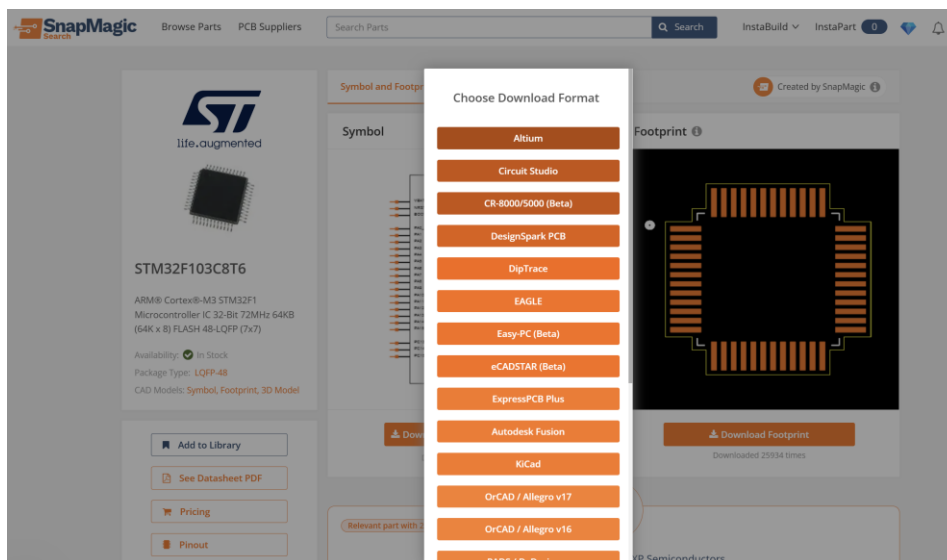 SnapMagic
Search
Browse Parts
PCB Suppliers
Search Parts
Search
InstaBuild
InstaPart
0
ST
life.augmented
STM32F103C8T6
ARM® Cortex®-M3 STM32F1
Microcontroller IC 32-Bit 72MHz 64KB
(64K x 8) FLASH 48-LQFP (7x7)
Availability: In Stock
Package Type: LQFP-48
CAD Models: Symbol, Footprint, 3D Model
Add to Library
See Datasheet PDF
Pricing
Pinout
Symbol and Footpr
Created by SnapMagic
Symbol
Footprint
Choose Download Format
Altium
Circuit Studio
CR-8000/5000 (Beta)
DesignSpark PCB
DipTrace
EAGLE
Easy-PC (Beta)
eCADSTAR (Beta)
ExpressPCB Plus
Autodesk Fusion
KiCad
OrCAD / Allegro v17
OrCAD / Allegro v16
Dow
Download Footprint
Downloaded 25934 times
Relevant part with 2
XP Semiconductors